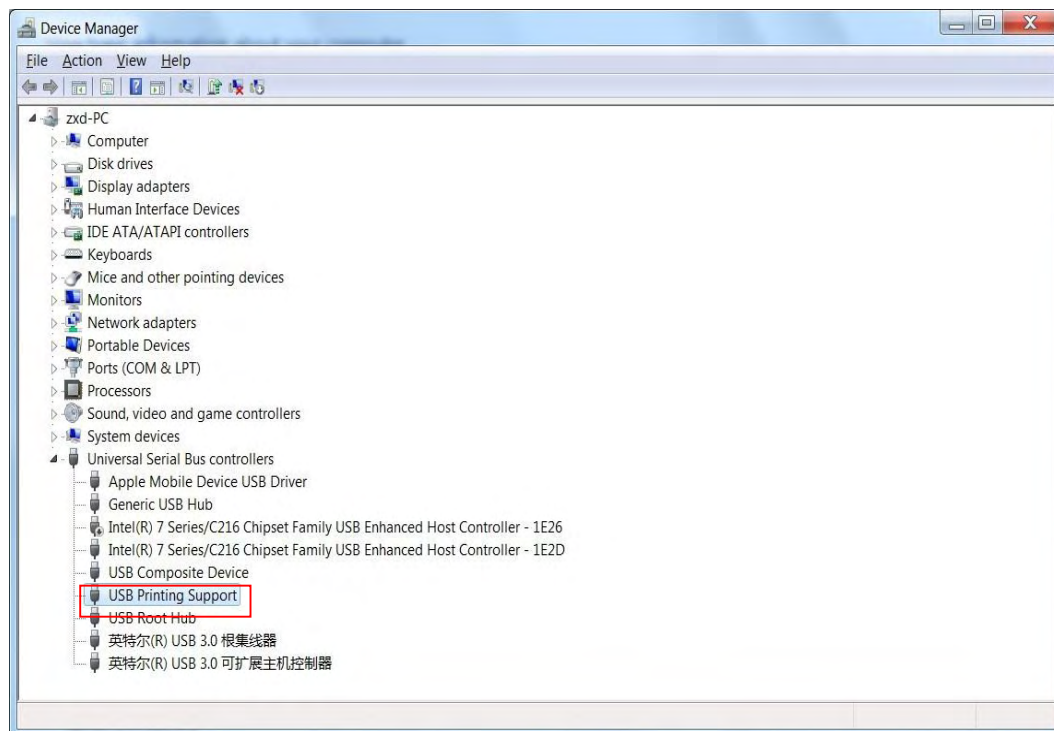 Device Manager
File Action View Help
zxd-PC
Computer
Disk drives
Display adapters
Human Interface Devices
IDE ATA/ATAPI controllers
Keyboards
Mice and other pointing devices
Monitors
Network adapters
Portable Devices
Ports (COM & LPT)
Processors
Sound, video and game controllers
System devices
Universal Serial Bus controllers
Apple Mobile Device USB Driver
Generic USB Hub
Intel(R) 7 Series/C216 Chipset Family USB Enhanced Host Controller - 1E26
Intel(R) 7 Series/C216 Chipset Family USB Enhanced Host Controller - 1E2D
USB Composite Device
USB Printing Support
USB Root Hub
英特尔(R) USB 3.0 根集线器
英特尔(R) USB 3.0 可扩展主机控制器